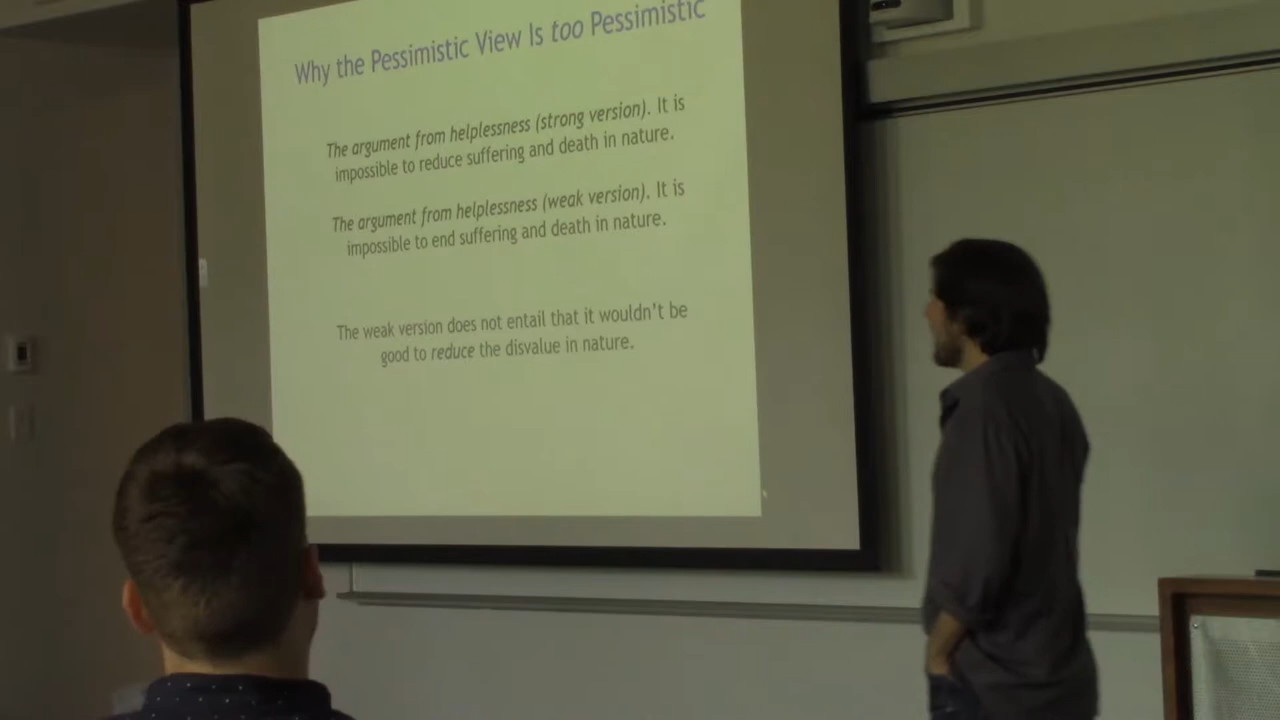 Why the Pessimistic View Is too Pessimistic
The argument from helplessness (strong version). It is
impossible to reduce suffering and death in nature.
The argument from helplessness (weak version). It is
impossible to end suffering and death in nature.
The weak version does not entail that it wouldn't be
good to reduce the disvalue in nature.